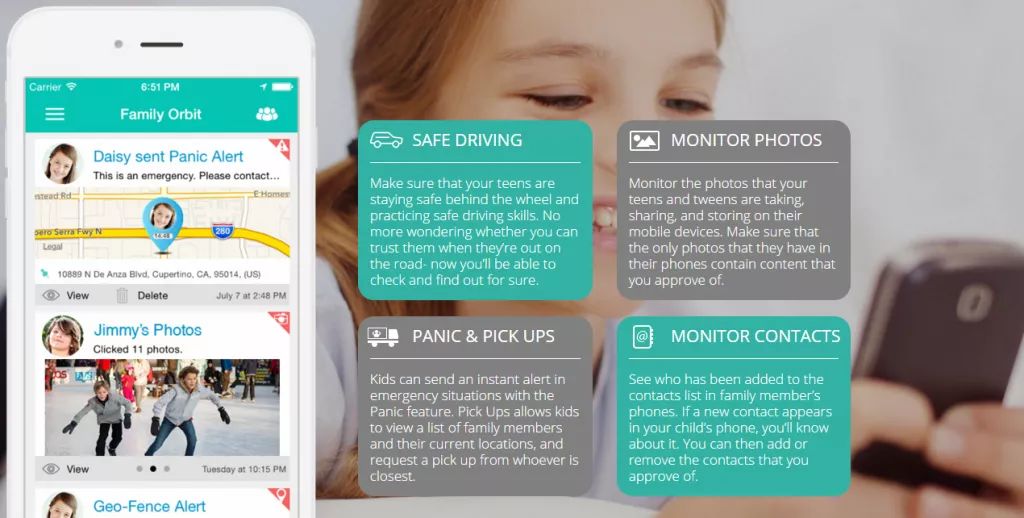 Carrier 6:51 PM
Family Orbit
Daisy sent Panic Alert
This is an emergency. Please contact...
stead Rd
E Homes
280
pero Serra Fwy N
Legal
10889 N De Anza Blvd, Cupertino, CA, 95014, (US)
View Delete July 7 at 2:48 PM
Jimmy's Photos
Clicked 11 photos.
View Tuesday at 10:15 PM
Geo-Fence Alert
SAFE DRIVING
Make sure that your teens are
staying safe behind the wheel and
practicing safe driving skills. No
more wondering whether you can
trust them when they're out on
the road- now you'll be able to
check and find out for sure.
MONITOR PHOTOS
Monitor the photos that your
teens and tweens are taking,
sharing, and storing on their
mobile devices. Make sure that
the only photos that they have in
their phones contain content that
you approve of.
PANIC & PICK UPS
Kids can send an instant alert in
emergency situations with the
Panic feature. Pick Ups allows kids
to view a list of family members
and their current locations, and
request a pick up from whoever is
closest.
@ MONITOR CONTACTS
See who has been added to the
contacts list in family member's
phones. If a new contact appears
in your child's phone, you'll know
about it. You can then add or
remove the contacts that you
approve of.